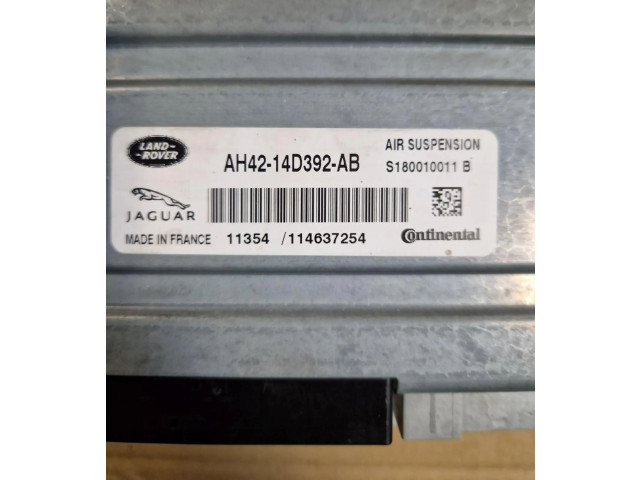 LAND-
-ROVER
AH42-14D392-AB
AIR SUSPENSION
S180010011 B
JAGUAR
MADE IN FRANCE 11354 /114637254
Continental